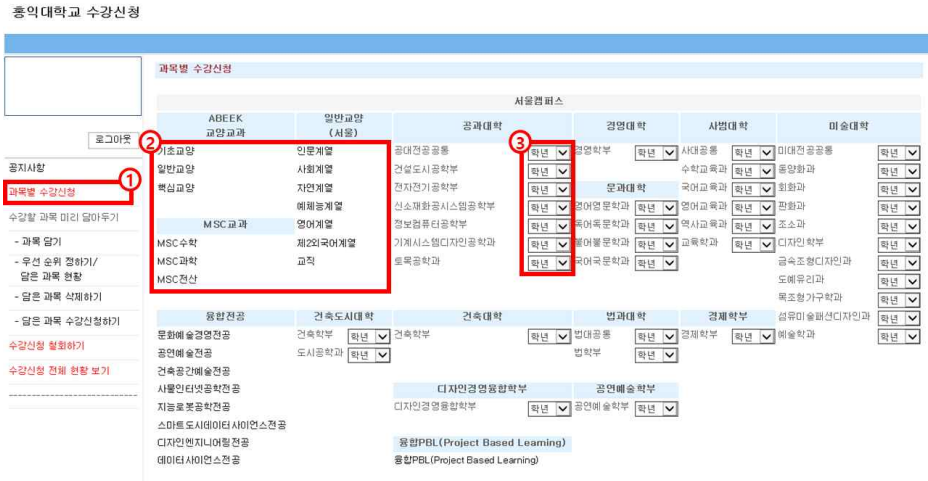 홍익대학교 수강신청
로그아웃
공지사항
①
과목별 수강신청
수강할 과목 미리 담아두기
- 과목 담기
- 우선 순위 정하기/
담은 과목 현황
- 담은 과목 삭제하기
- 담은 과목 수강신청하기
수강신청 철회하기
수강신청 전체 현황 보기
----------------------------
과목별 수강신청
서울캠퍼스
②
ABEEK
교양교과
기초교양
일반교양
핵심교양
MSC교과
MSC수학
MSC과학
MSC전산
일반교양
(서울)
인문계열
사회계열
자연계열
예체능계열
영어계열
제2외국어계열
교직
③
공과대학
공대전공공통 학년
건설도시공학부 학년
전자전기공학부 학년
신소재화공시스템공학부 학년
정보컴퓨터공학부 학년
기계시스템디자인공학과 학년
토목공학과 학년
경영대학
경영학부 학년
문과대학
영어영문학과 학년
독어독문학과 학년
불어불문학과 학년
국어국문학과 학년
사범대학
사대공통 학년
수학교육과 학년
국어교육과 학년
영어교육과 학년
역사교육과 학년
교육학과 학년
미술대학
미대전공공통 학년
동양화과 학년
회화과 학년
판화과 학년
조소과 학년
디자인학부 학년
금속조형디자인과 학년
도예유리과 학년
목조형가구학과 학년
섬유미술패션디자인과 학년
예술학과 학년
융합전공
문화예술경영전공
공연예술전공
건축공간예술전공
사물인터넷공학전공
지능로봇공학전공
스마트도시데이터사이언스전공
디자인엔지니어링전공
데이터사이언스전공
건축도시대학
건축학부 학년
도시공학과 학년
건축대학
건축학부 학년
법과대학
법대공통 학년
법학부 학년
경제학부
경제학부 학년
디자인경영융합학부
디자인경영융합학부 학년
공연예술학부
공연예술학부 학년
융합PBL(Project Based Learning)
융합PBL(Project Based Learning)